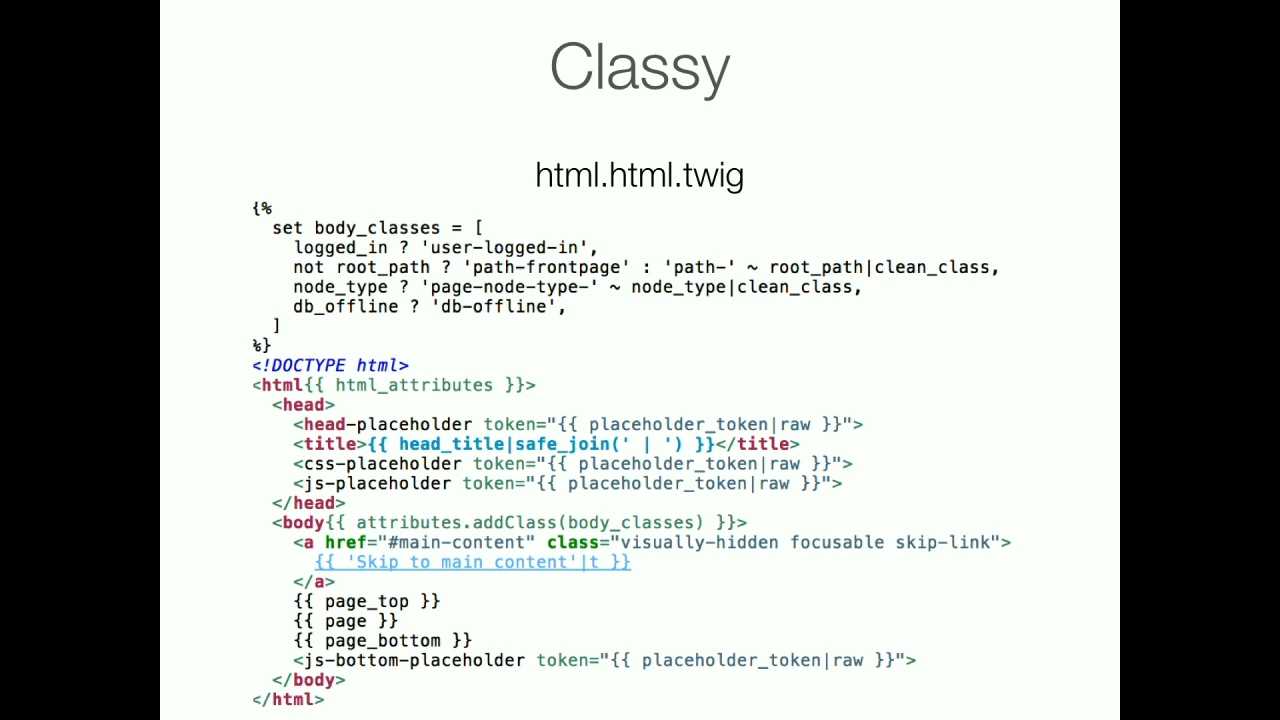 Classy
html.html.twig
{%
  set body_classes = [
    logged_in ? 'user-logged-in',
    not root_path ? 'path-frontpage' : 'path-' ~ root_path|clean_class,
    node_type ? 'page-node-type-' ~ node_type|clean_class,
    db_offline ? 'db-offline',
  ]
%}
<!DOCTYPE html>
<html{{ html_attributes }}>
  <head>
    <head-placeholder token="{{ placeholder_token|raw }}">
    <title>{{ head_title|safe_join(' | ') }}</title>
    <css-placeholder token="{{ placeholder_token|raw }}">
    <js-placeholder token="{{ placeholder_token|raw }}">
  </head>
  <body{{ attributes.addClass(body_classes) }}>
    <a href="#main-content" class="visually-hidden focusable skip-link">
      {{ 'Skip to main content'|t }}
    </a>
    {{ page_top }}
    {{ page }}
    {{ page_bottom }}
    <js-bottom-placeholder token="{{ placeholder_token|raw }}">
  </body>
</html>